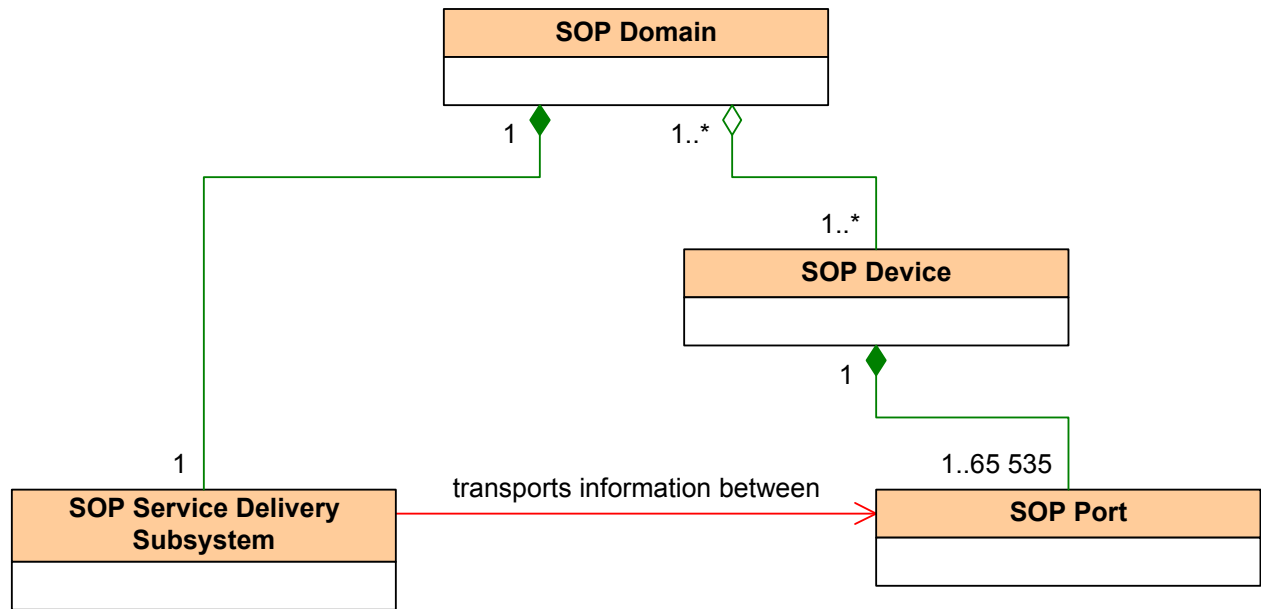 SOP Domain
1
1..*
1..*
SOP Device
1
1
1..65 535
transports information between
SOP Service Delivery
Subsystem
SOP Port